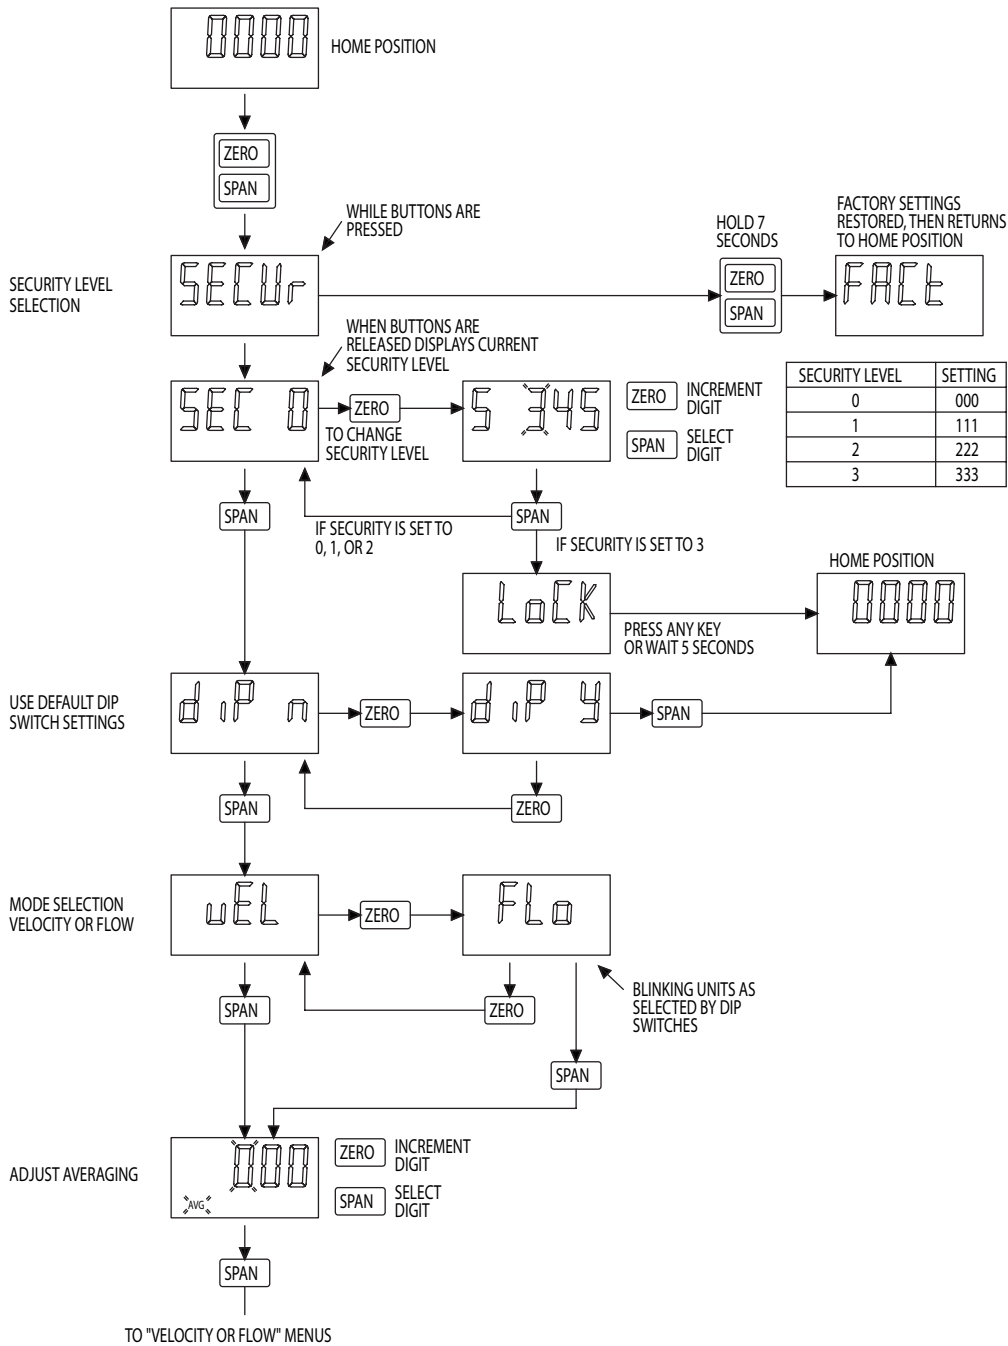 0000
HOME POSITION
ZERO
SPAN
WHILE BUTTONS ARE
PRESSED
SECURITY LEVEL
SELECTION
SECUr
HOLD 7
SECONDS
ZERO
SPAN
FACTORY SETTINGS
RESTORED, THEN RETURNS
TO HOME POSITION
FACt
WHEN BUTTONS ARE
RELEASED DISPLAYS CURRENT
SECURITY LEVEL
SEC 0
ZERO
TO CHANGE
SECURITY LEVEL
S 345
ZERO INCREMENT
DIGIT
SPAN SELECT
DIGIT
SECURITY LEVEL SETTING
0 000
1 111
2 222
3 333
SPAN
IF SECURITY IS SET TO
0, 1, OR 2
SPAN
IF SECURITY IS SET TO 3
LoCK
PRESS ANY KEY
OR WAIT 5 SECONDS
HOME POSITION
0000
USE DEFAULT DIP
SWITCH SETTINGS
diP n
ZERO
diP y
SPAN
SPAN
ZERO
MODE SELECTION
VELOCITY OR FLOW
uEL
ZERO
FLo
BLINKING UNITS AS
SELECTED BY DIP
SWITCHES
SPAN
ZERO
SPAN
ADJUST AVERAGING
000
AVG
ZERO INCREMENT
DIGIT
SPAN SELECT
DIGIT
SPAN
TO "VELOCITY OR FLOW" MENUS